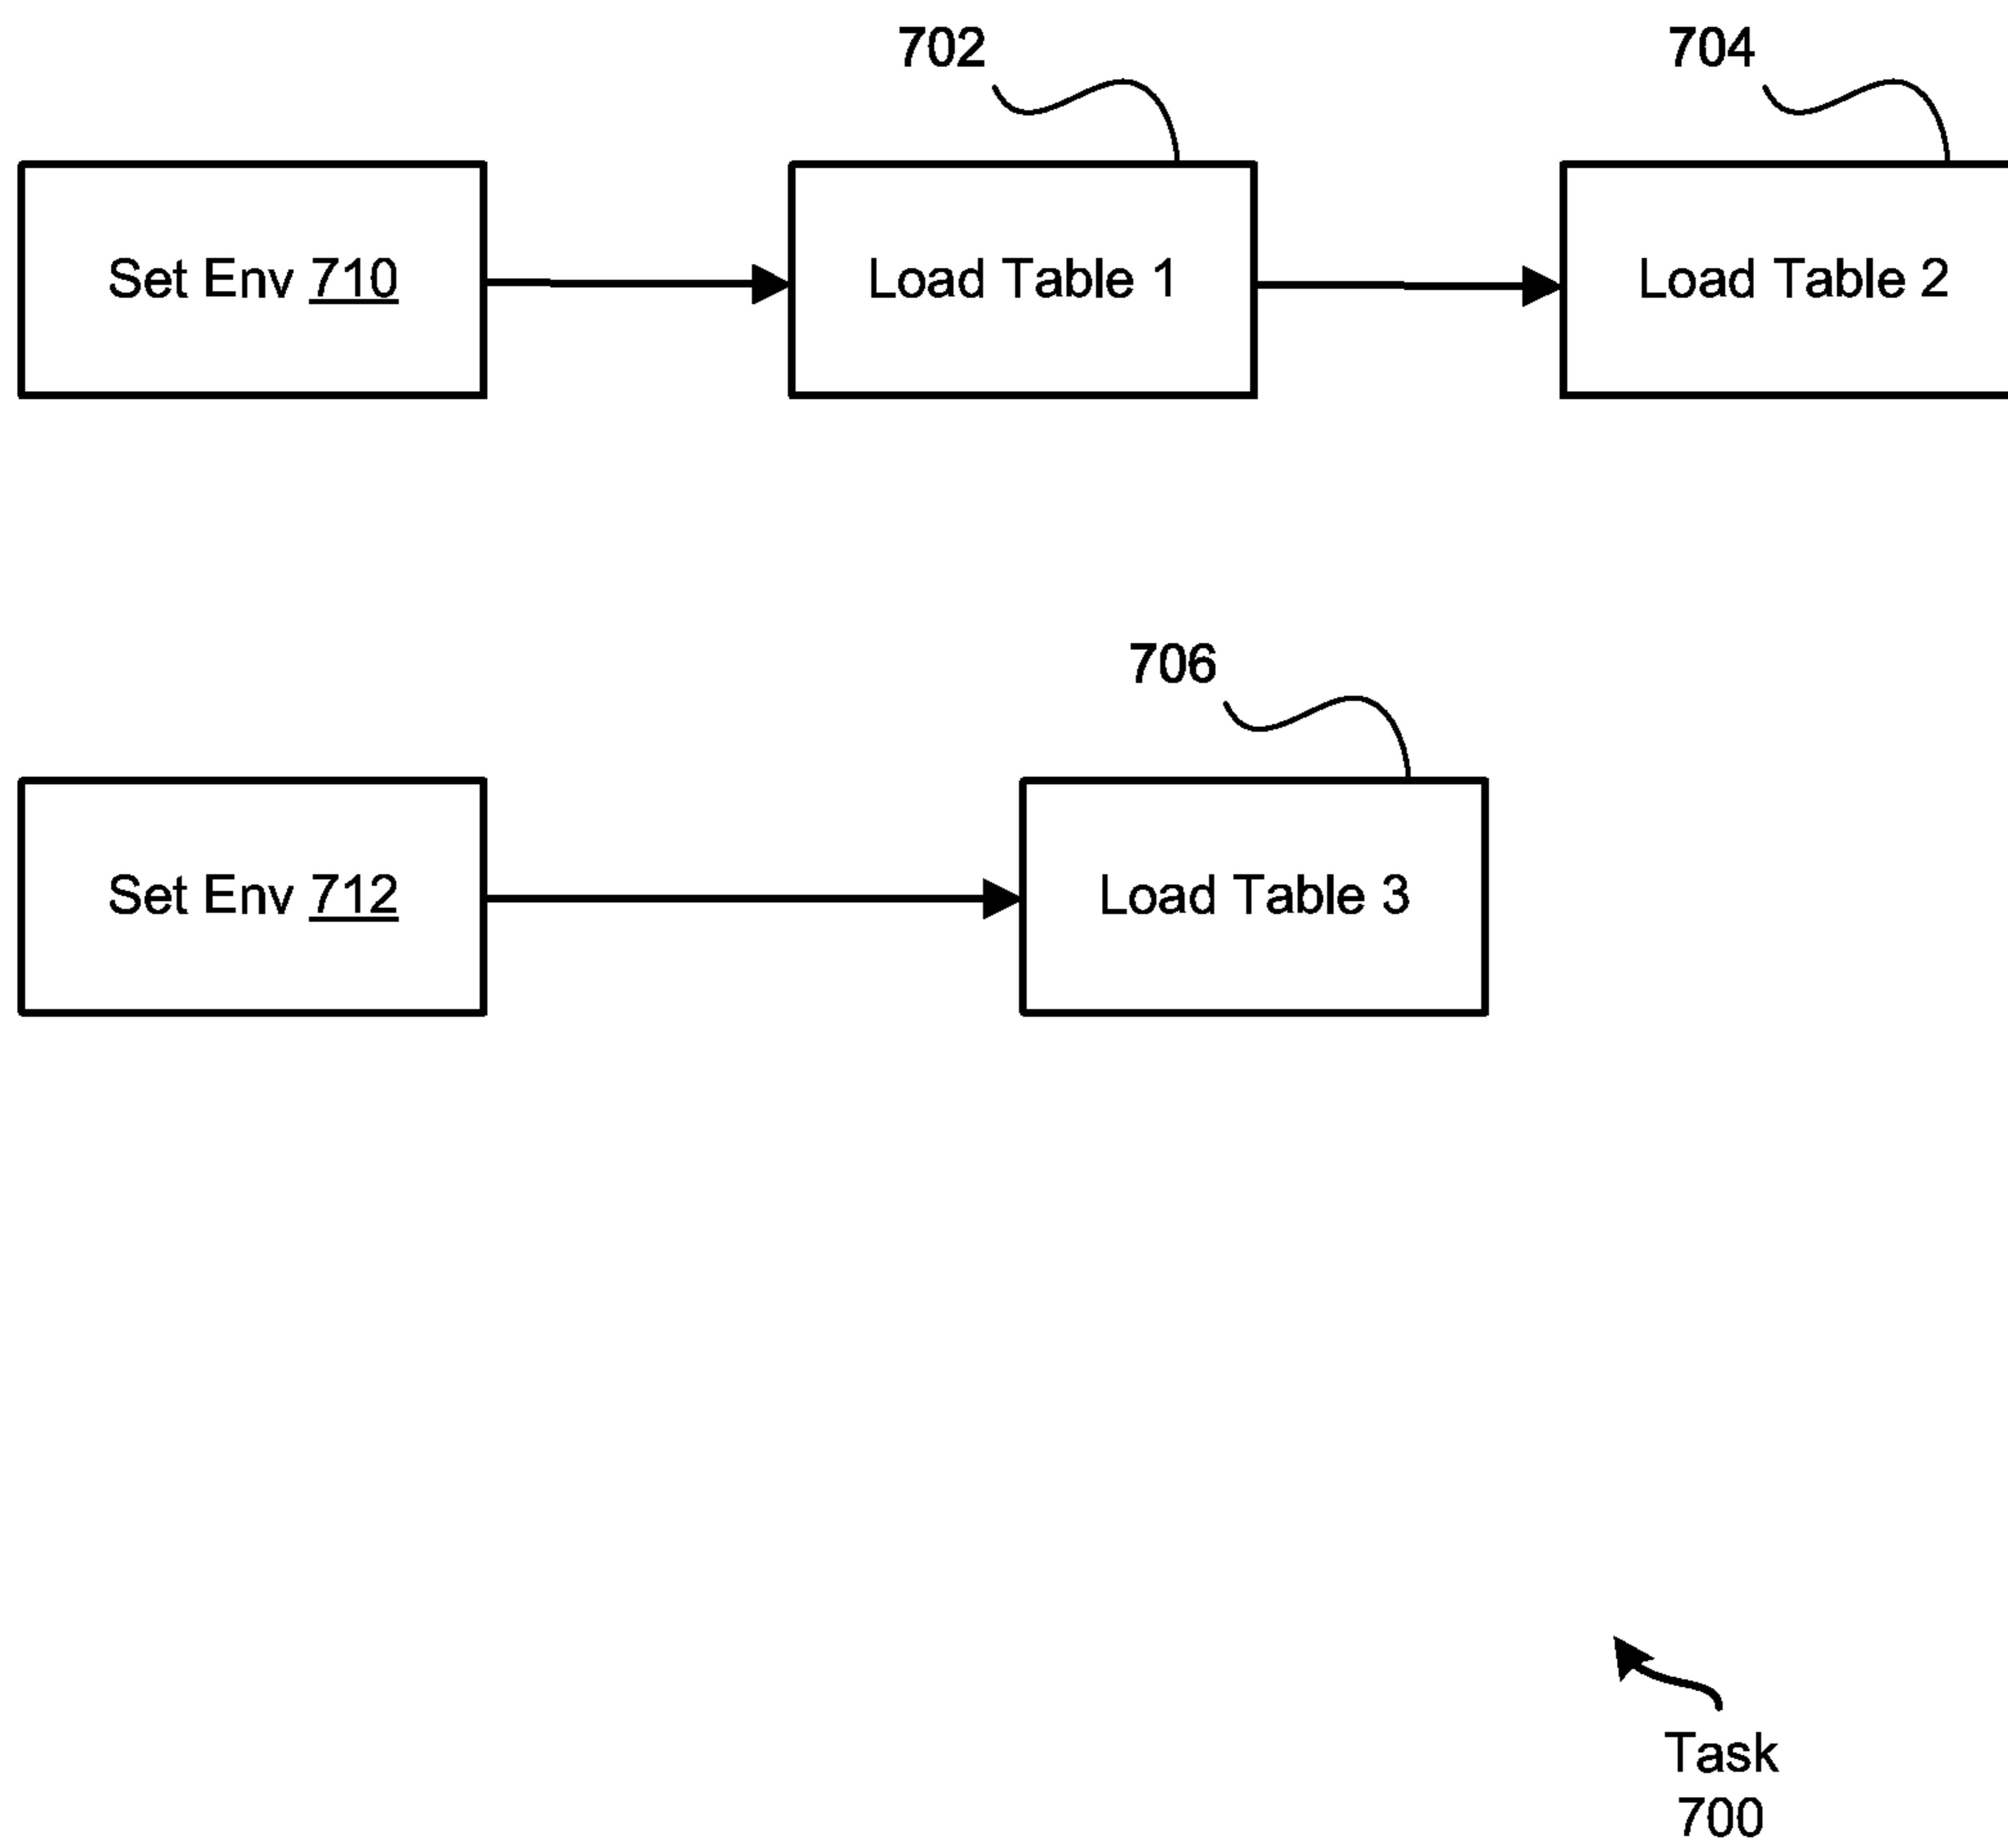 702
704
Set Env 710
Load Table 1
Load Table 2
706
Set Env 712
Load Table 3
Task
700